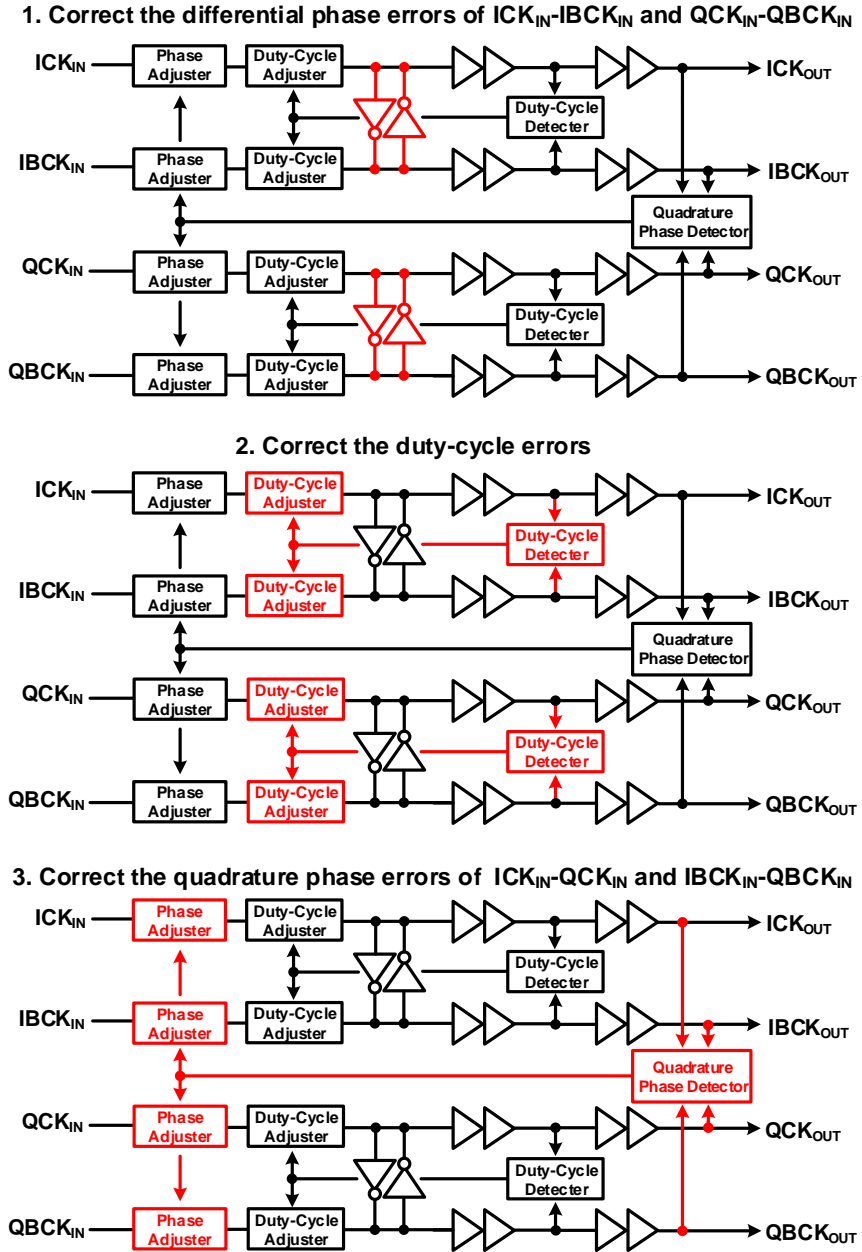 1. Correct the differential phase errors of ICKIN-IBCKIN and QCKIN-QBCKIN
ICKIN
Phase
Adjuster
Duty-Cycle
Adjuster
ICKOUT
Duty-Cycle
Detecter
IBCKIN
Phase
Adjuster
Duty-Cycle
Adjuster
IBCKOUT
Quadrature
Phase Detector
QCKIN
Phase
Adjuster
Duty-Cycle
Adjuster
QCKOUT
Duty-Cycle
Detecter
QBCKIN
Phase
Adjuster
Duty-Cycle
Adjuster
QBCKOUT
2. Correct the duty-cycle errors
ICKIN
Phase
Adjuster
Duty-Cycle
Adjuster
ICKOUT
Duty-Cycle
Detecter
IBCKIN
Phase
Adjuster
Duty-Cycle
Adjuster
IBCKOUT
Quadrature
Phase Detector
QCKIN
Phase
Adjuster
Duty-Cycle
Adjuster
QCKOUT
Duty-Cycle
Detecter
QBCKIN
Phase
Adjuster
Duty-Cycle
Adjuster
QBCKOUT
3. Correct the quadrature phase errors of ICKIN-QCKIN and IBCKIN-QBCKIN
ICKIN
Phase
Adjuster
Duty-Cycle
Adjuster
ICKOUT
Duty-Cycle
Detecter
IBCKIN
Phase
Adjuster
Duty-Cycle
Adjuster
IBCKOUT
Quadrature
Phase Detector
QCKIN
Phase
Adjuster
Duty-Cycle
Adjuster
QCKOUT
Duty-Cycle
Detecter
QBCKIN
Phase
Adjuster
Duty-Cycle
Adjuster
QBCKOUT